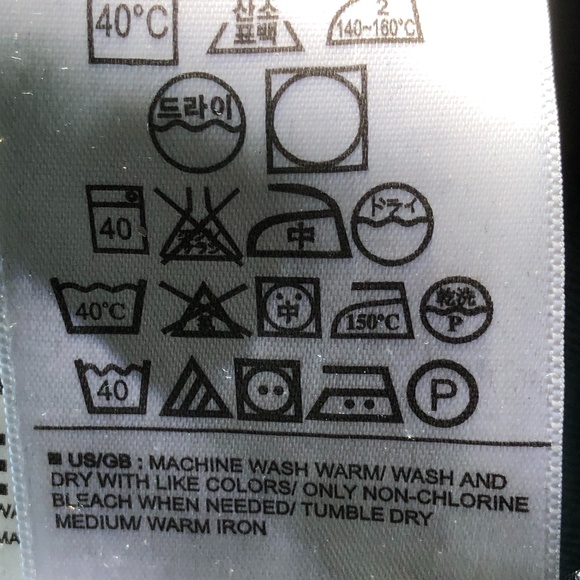 40°C 산소 표백 2 140~160°C
드라이
40 中 ドライ
40°C 中 150°C 乾洗 P
40 P
US/GB : MACHINE WASH WARM/ WASH AND
DRY WITH LIKE COLORS/ ONLY NON-CHLORINE
BLEACH WHEN NEEDED/ TUMBLE DRY
MEDIUM/ WARM IRON